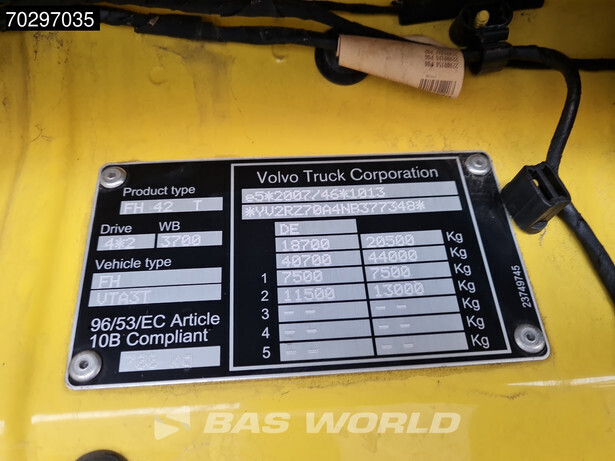 70297035
Volvo Truck Corporation
e5*2007/46*1013
*YV2RZ70A4NB377348*
Product type
FH 42 T
Drive WB
4*2 3700
Vehicle type
FH
VTA3T
96/53/EC Article
10B Compliant
DE
18700 20500 Kg
40700 44000 Kg
1 7500 7500 Kg
2 11500 13000 Kg
3 -- -- Kg
4 -- -- Kg
5 -- -- Kg
23749745
BAS WORLD